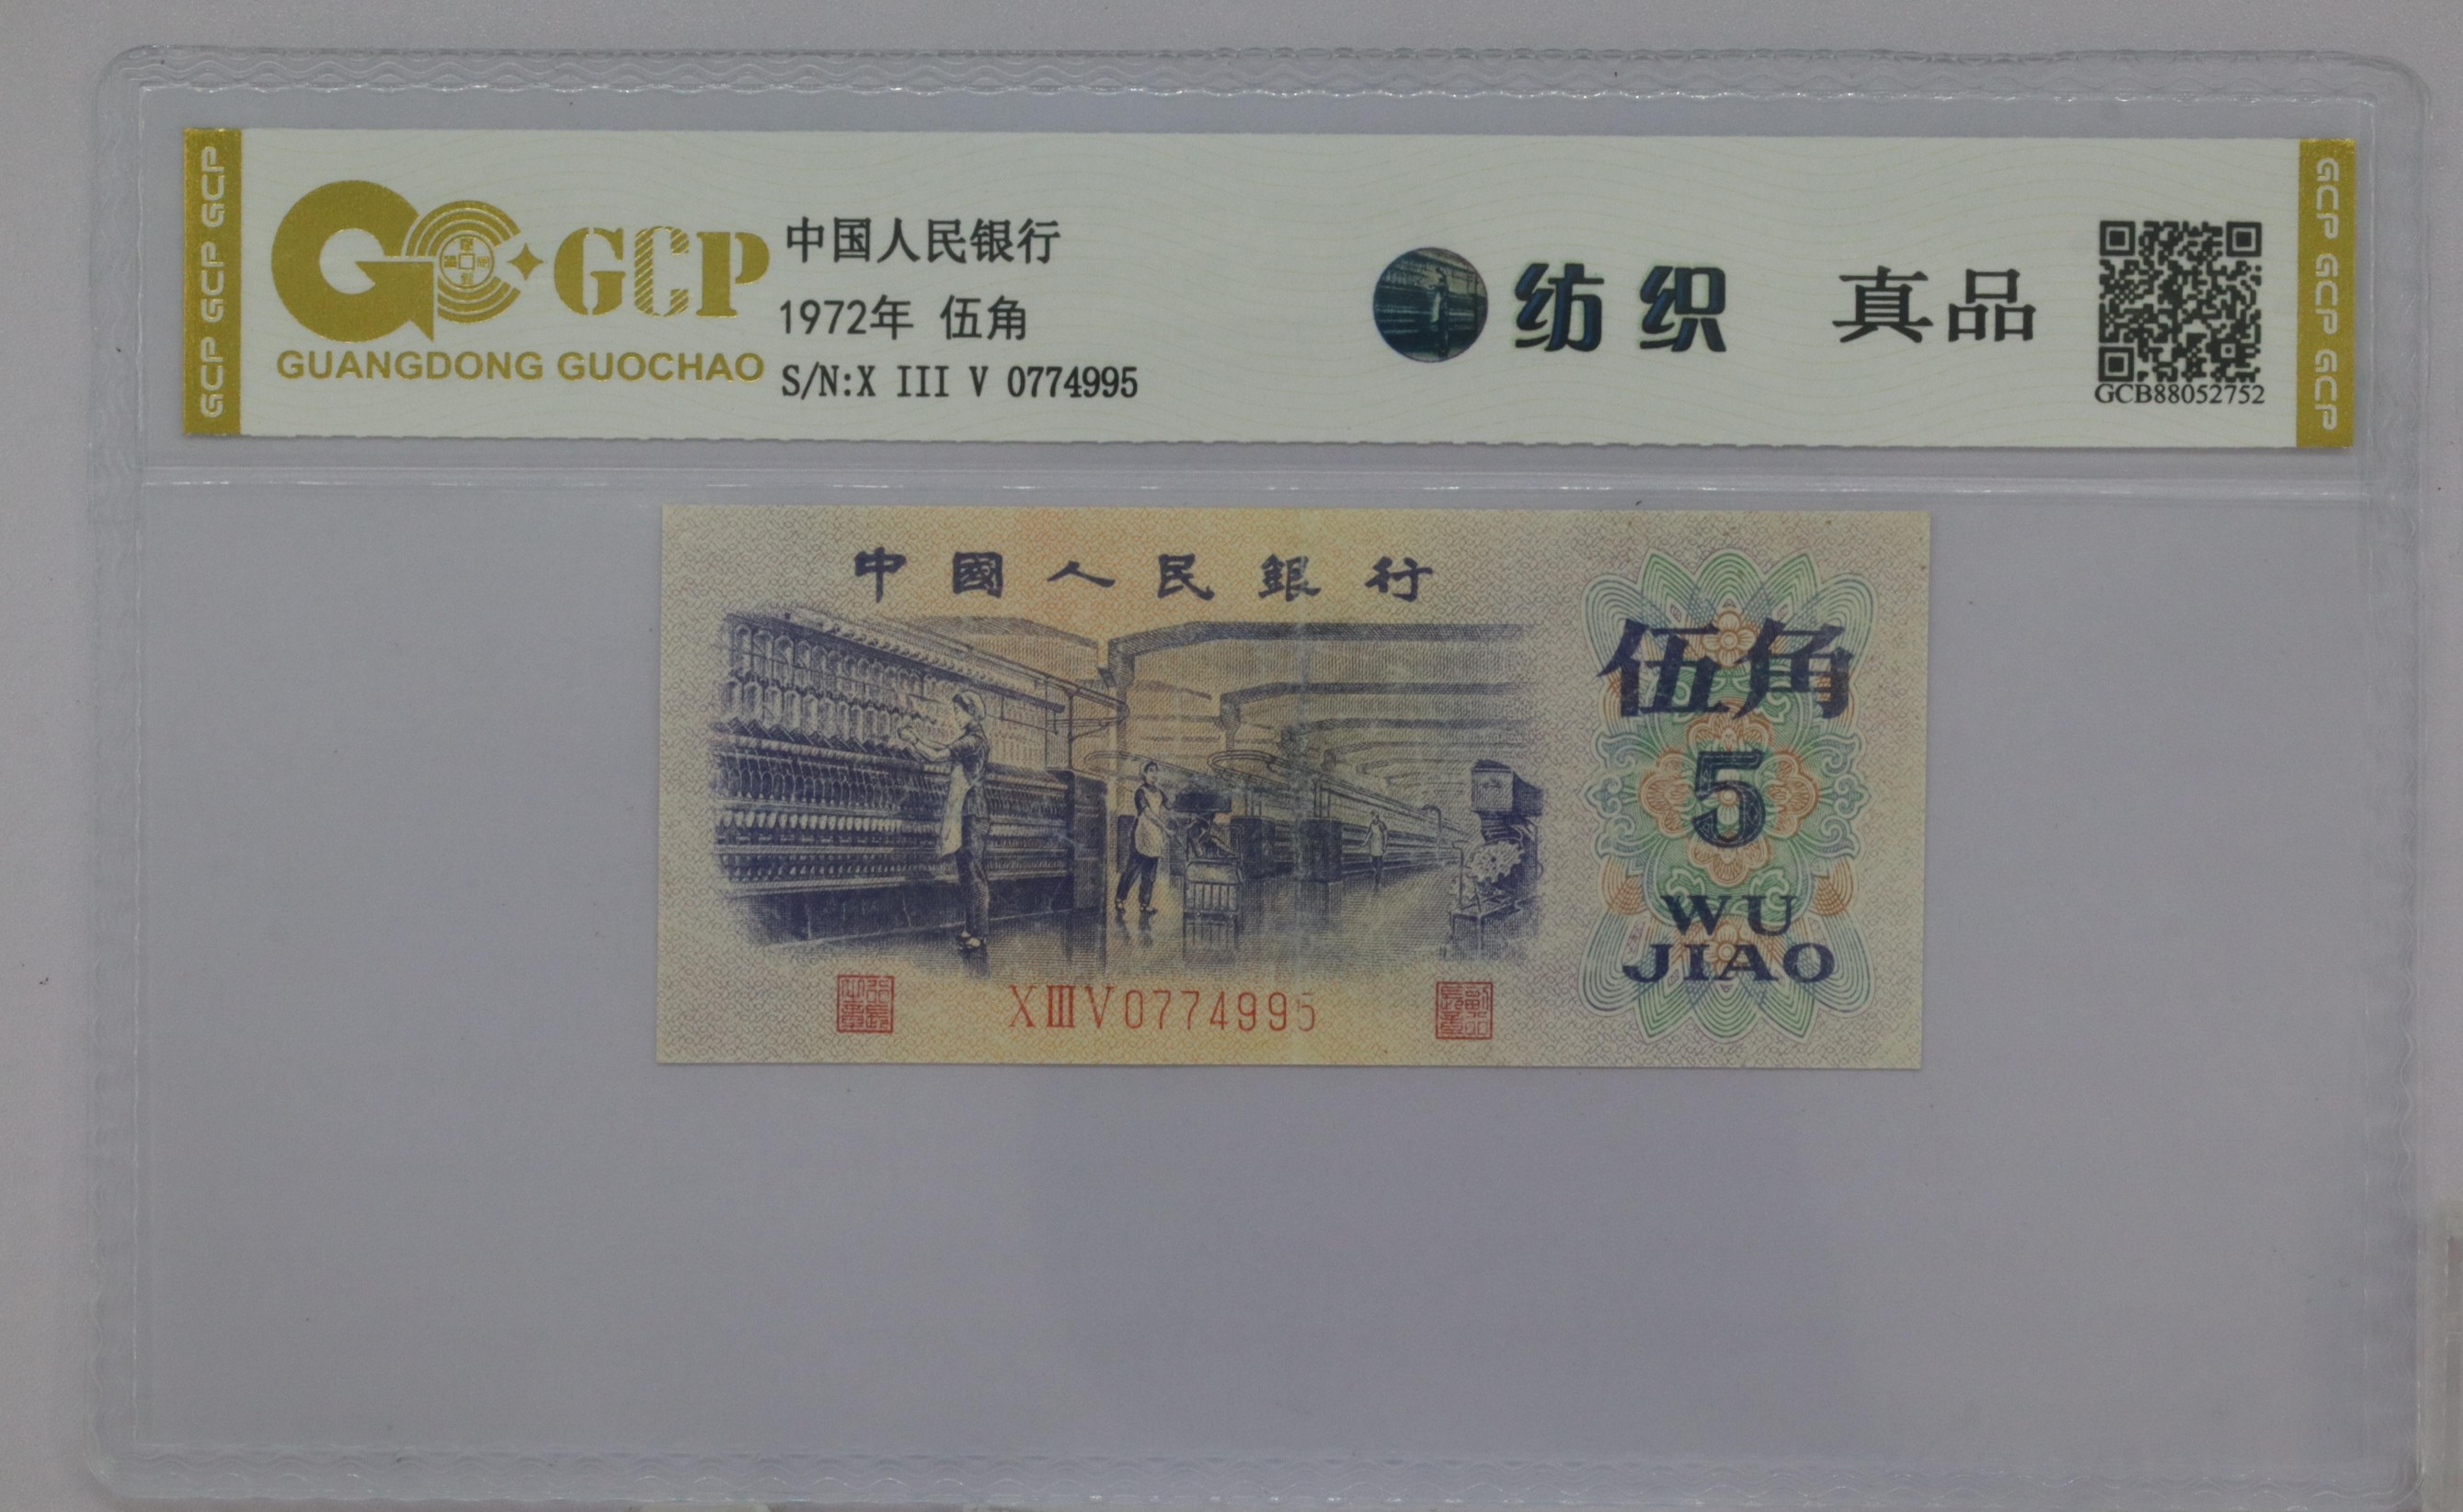 GCP GCP GCP
GCP
GUANGDONG GUOCHAO
中国人民银行
1972年 伍角
S/N:X III V 0774995
纺织 真品
GCB88052752
GCP GCP GCP
中國人民銀行
伍角
5
WU
JIAO
XIIIV0774995